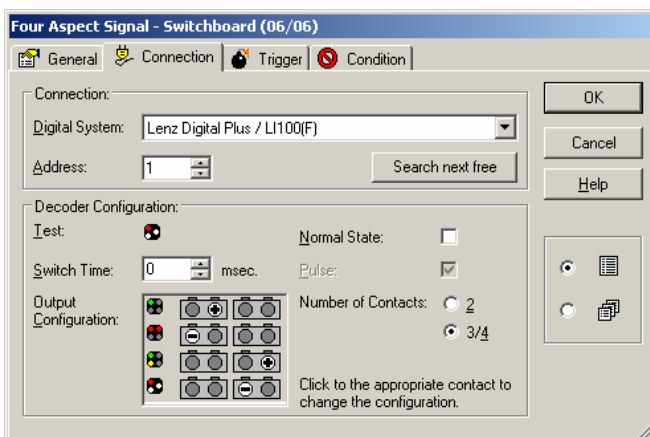 Four Aspect Signal - Switchboard (06/06)
General Connection Trigger Condition
Connection:
Digital System: Lenz Digital Plus / LI100(F)
Address: 1 Search next free
OK
Cancel
Help
Decoder Configuration:
Test: Normal State:
Switch Time: 0 msec. Pulse:
Output Configuration: Number of Contacts: 2
3/4
Click to the appropriate contact to
change the configuration.